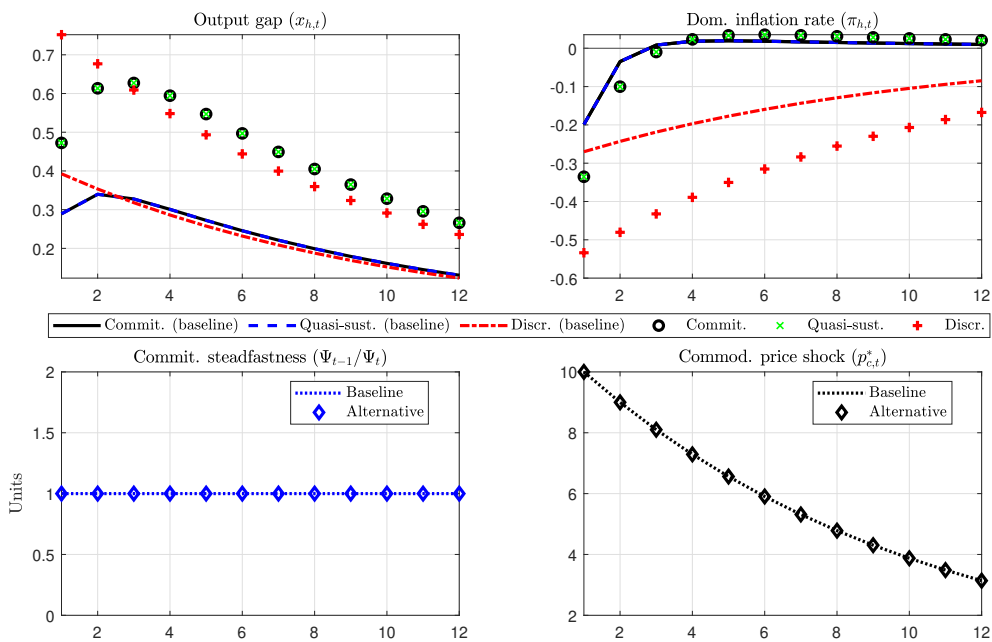 Output gap (x_{h,t})
0.7
0.6
0.5
0.4
0.3
0.2
2 4 6 8 10 12
Dom. inflation rate (π_{h,t})
0
-0.1
-0.2
-0.3
-0.4
-0.5
-0.6
2 4 6 8 10 12
Commit. (baseline) Quasi-sust. (baseline) Discr. (baseline) Commit. Quasi-sust. Discr.
Commit. steadfastness (Ψ_{t−1}/Ψ_t)
Units
2
1.5
1
0.5
0
2 4 6 8 10 12
Baseline
Alternative
Commod. price shock (p^*_{c,t})
10
8
6
4
2
2 4 6 8 10 12
Baseline
Alternative